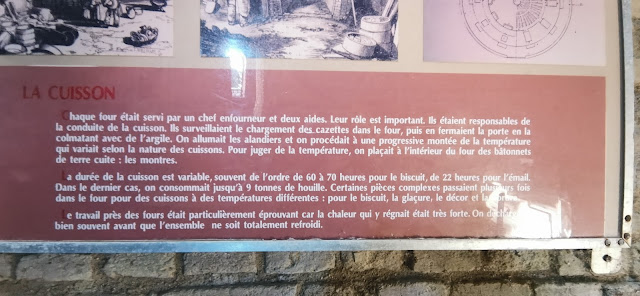 LA CUISSON
Chaque four était servi par un chef enfourneur et deux aides. Leur rôle est important. Ils étaient responsables de
la conduite de la cuisson. Ils surveillaient le chargement des cazettes dans le four, puis en fermaient la porte en la
colmatant avec de l'argile. On allumait les alandiers et on procédait à une progressive montée de la température
qui variait selon la nature des cuissons. Pour juger de la température, on plaçait à l'intérieur du four des bâtonnets
de terre cuite : les montres.
La durée de la cuisson est variable, souvent de l'ordre de 60 à 70 heures pour le biscuit, de 22 heures pour l'émail.
Dans le dernier cas, on consommait jusqu'à 9 tonnes de houille. Certaines pièces complexes passaient plusieurs fois
dans le four pour des cuissons à des températures différentes : pour le biscuit, la glaçure, le décor et la
Le travail près des fours était particulièrement éprouvant car la chaleur qui y régnait était très forte. On
bien souvent avant que l'ensemble ne soit totalement refroidi.